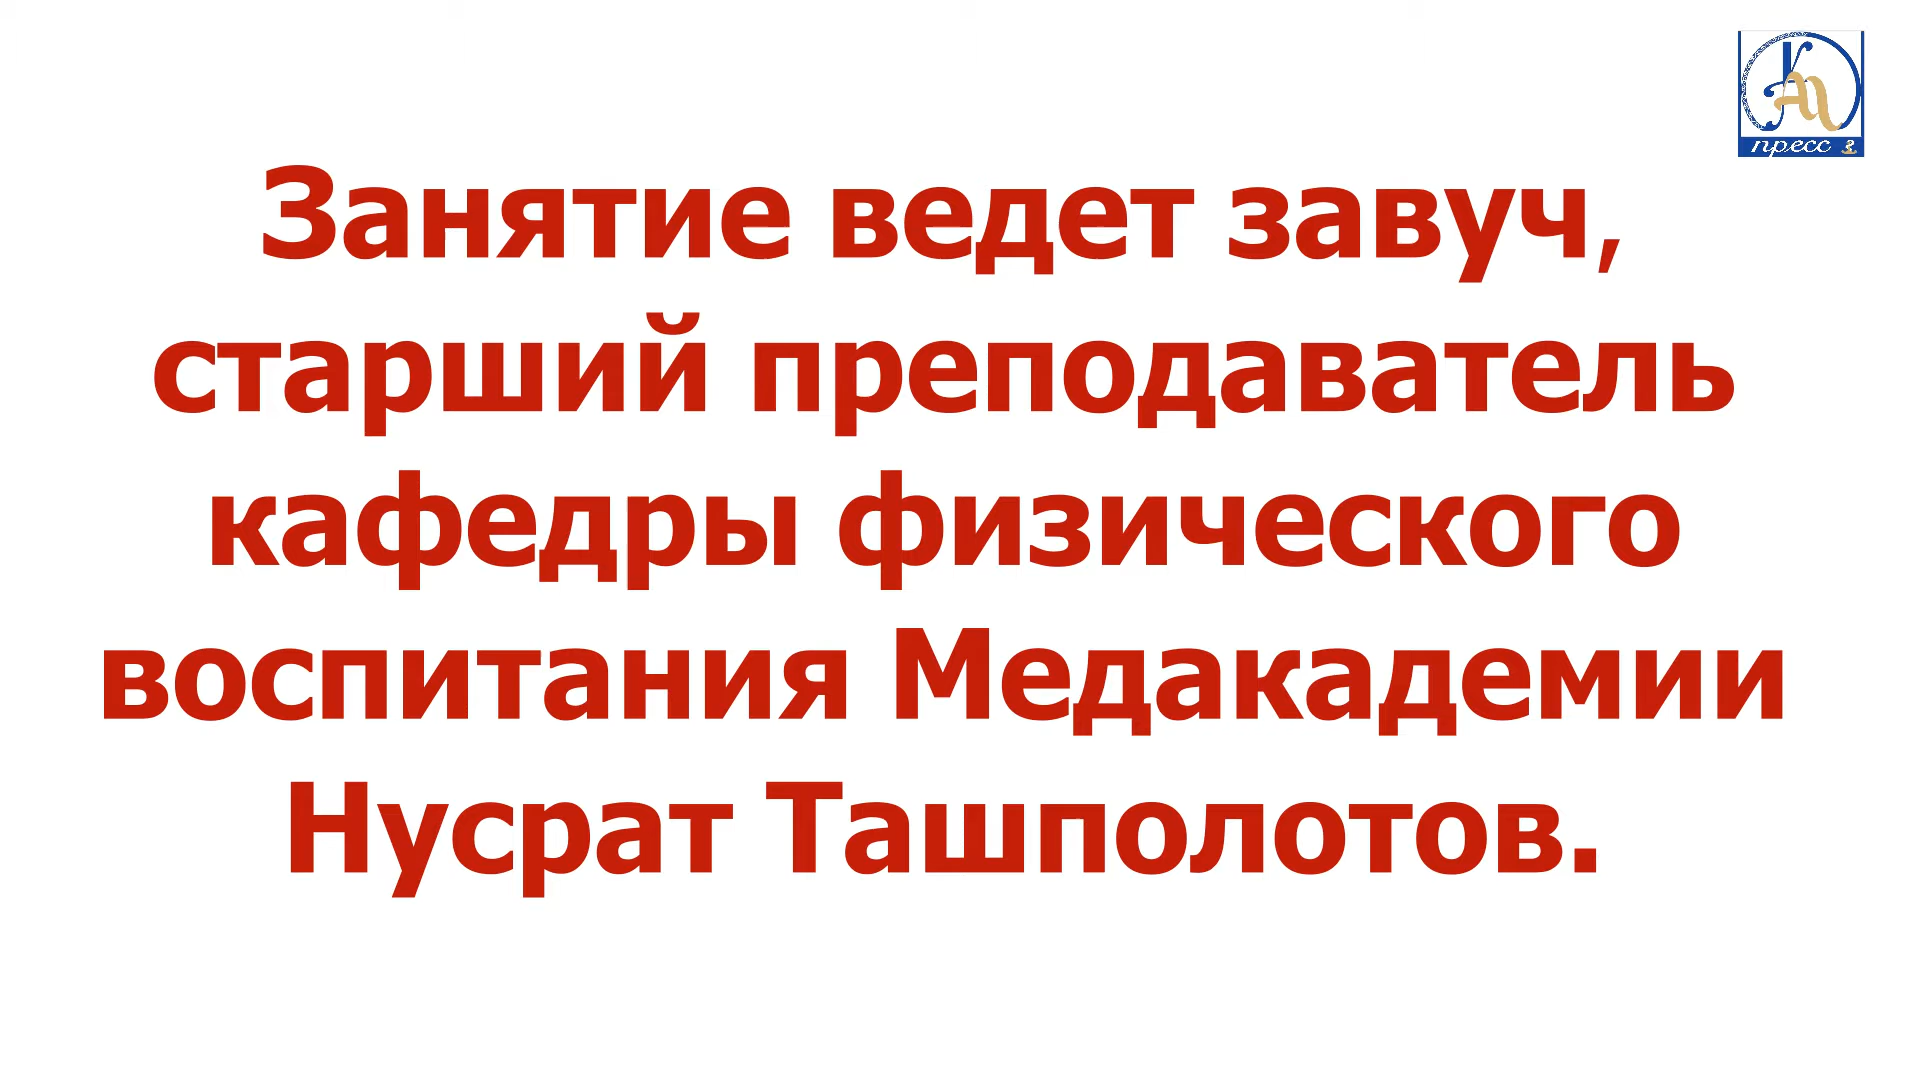 пресс
Занятие ведет завуч,
старший преподаватель
кафедры физического
воспитания Медакадемии
Нусрат Ташполотов.